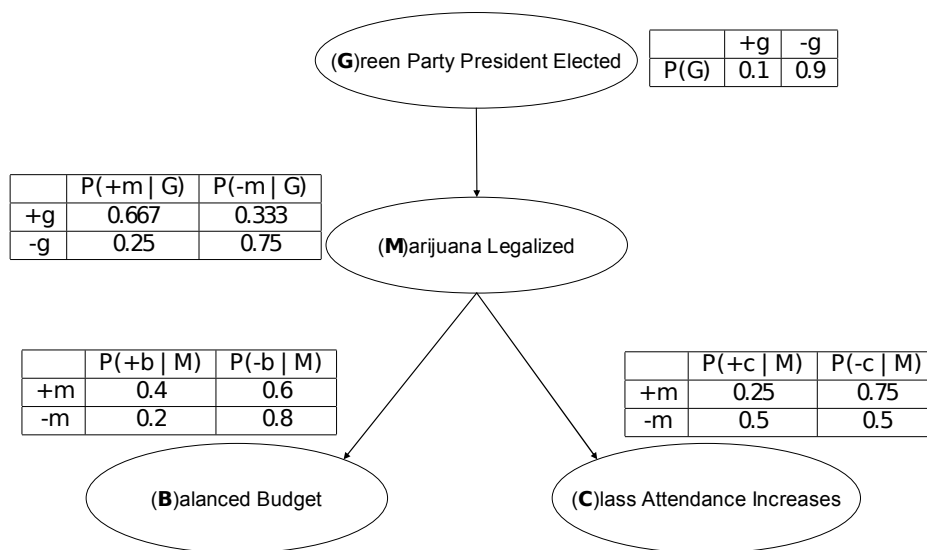 (G)reen Party President Elected
+g -g
P(G) 0.1 0.9
P(+m | G) P(-m | G)
+g 0.667 0.333
-g 0.25 0.75
(M)arijuana Legalized
P(+b | M) P(-b | M)
+m 0.4 0.6
-m 0.2 0.8
P(+c | M) P(-c | M)
+m 0.25 0.75
-m 0.5 0.5
(B)alanced Budget
(C)lass Attendance Increases